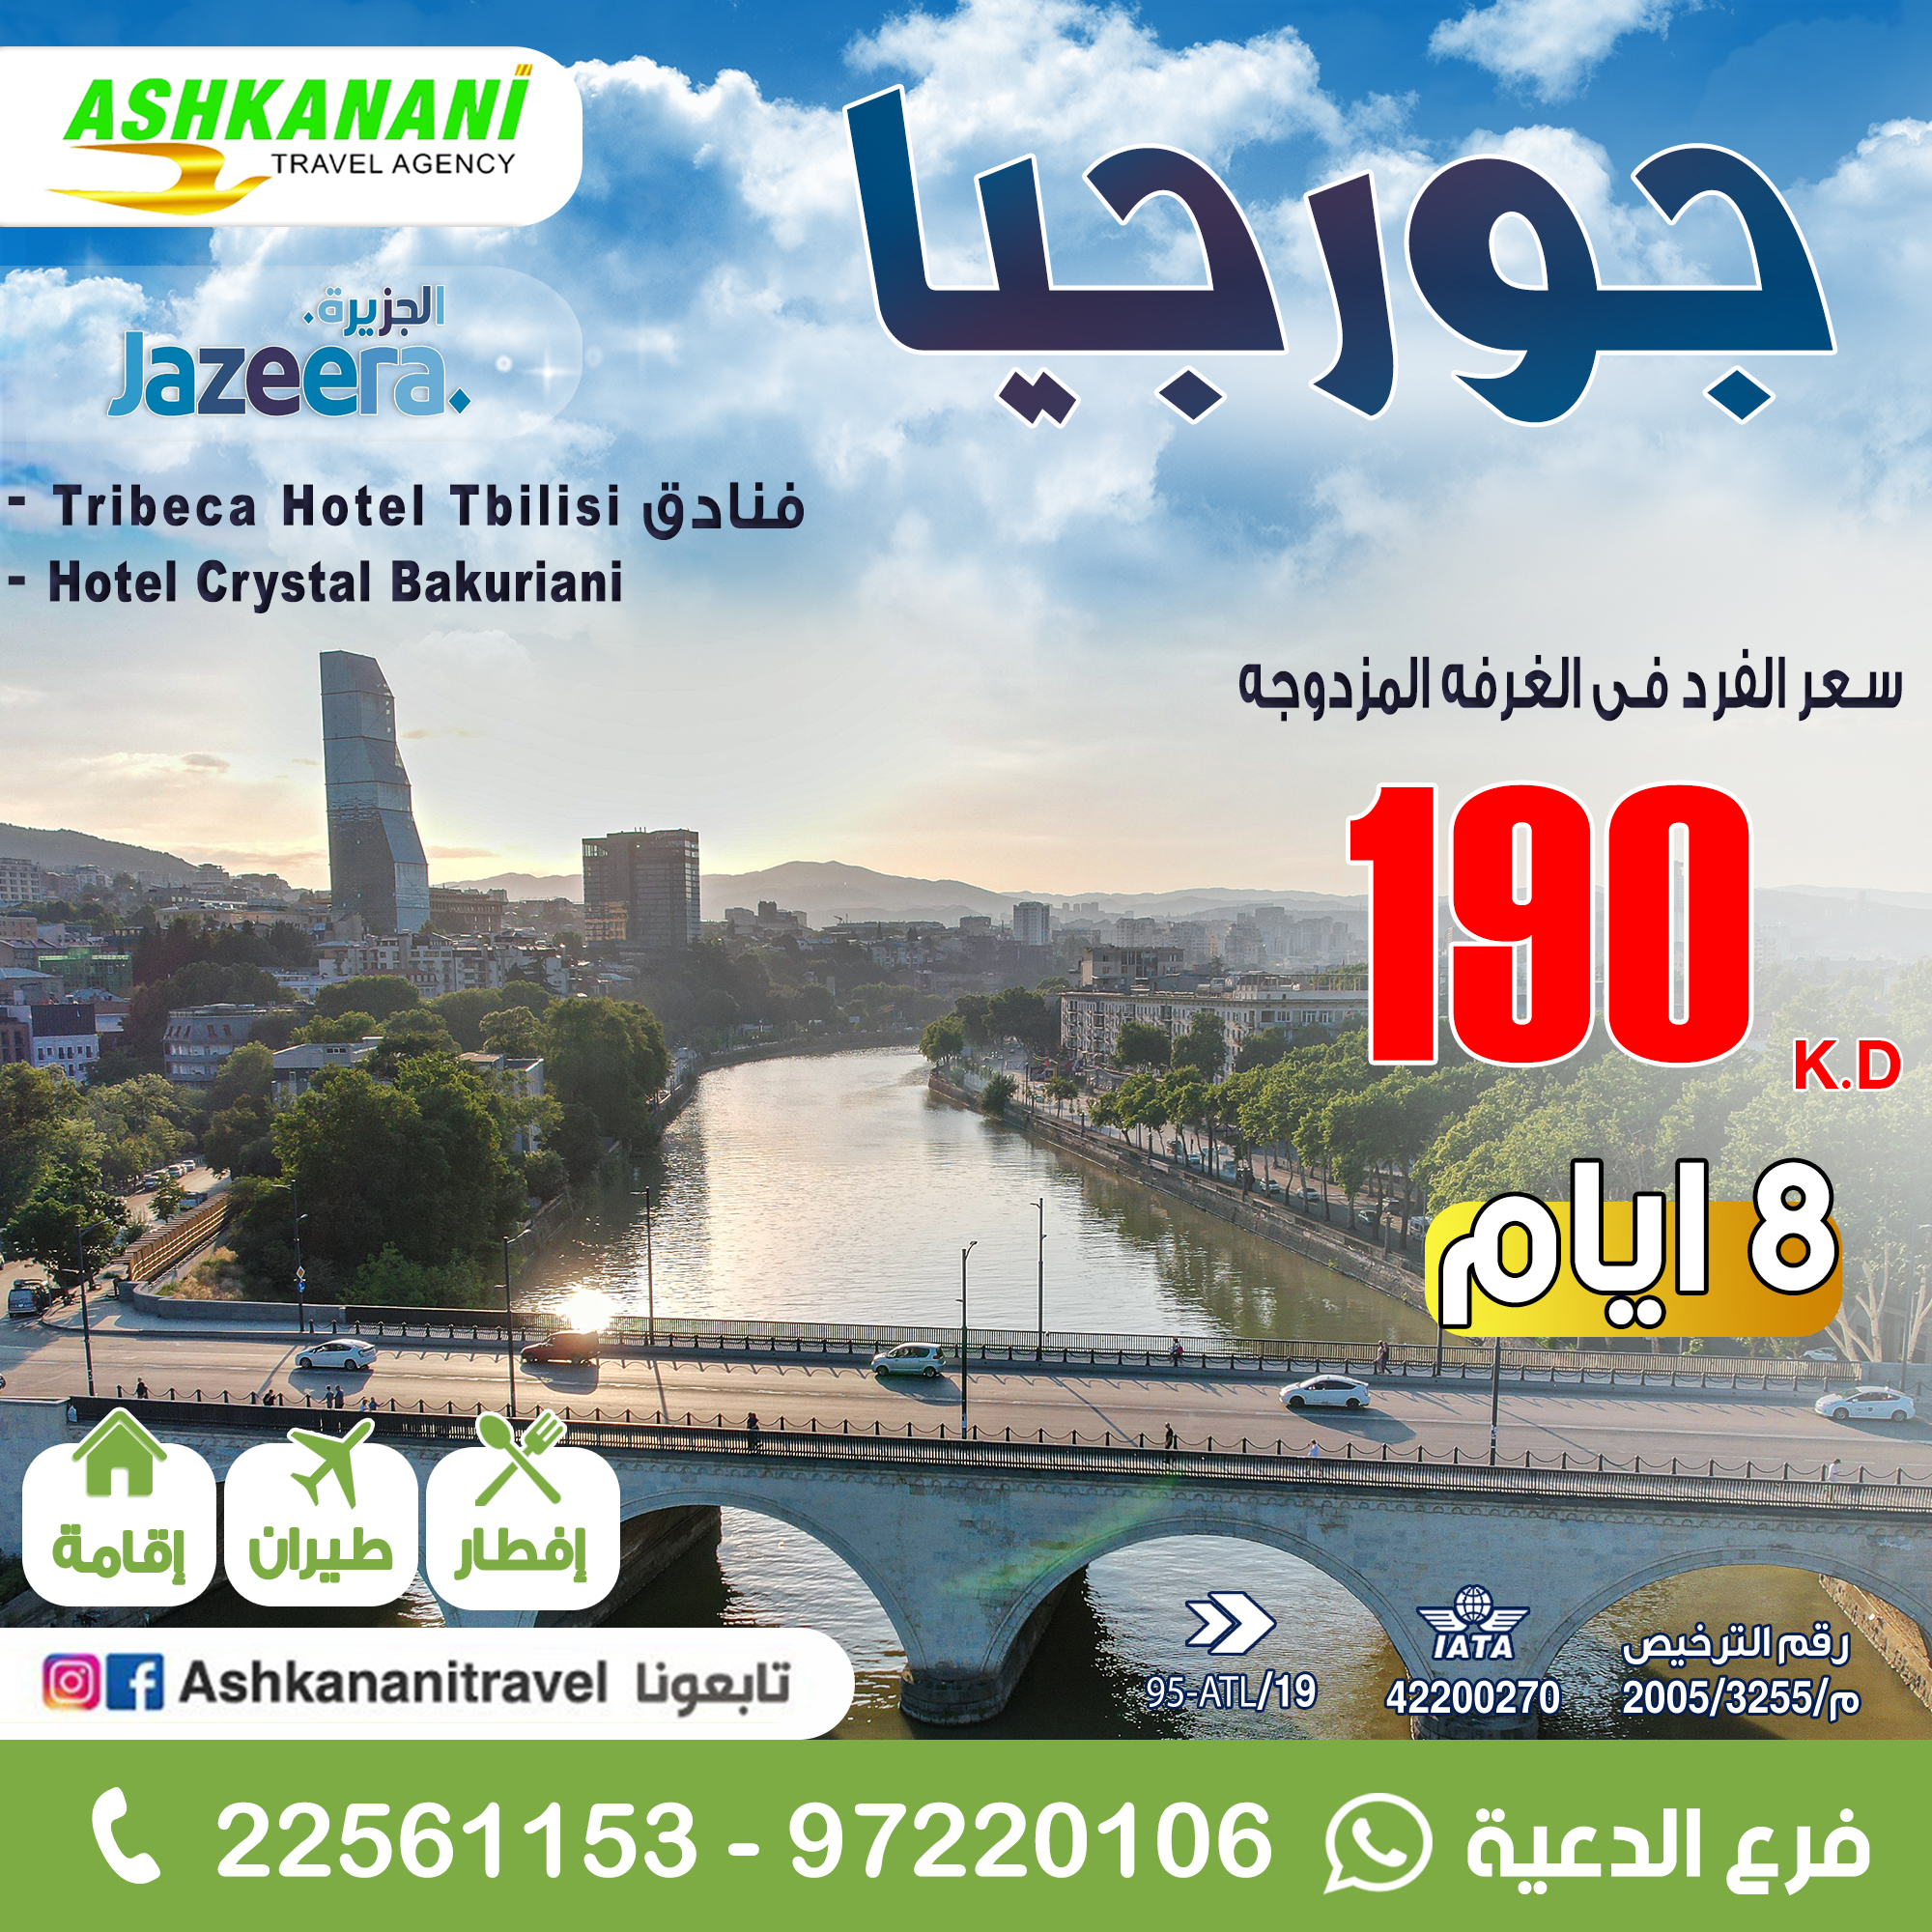 ASHKANANI
TRAVEL AGENCY
جورجيا
الجزيرة
Jazeera
- Tribeca Hotel Tbilisi فنادق
- Hotel Crystal Bakuriani
سعر الفرد فى الغرفه المزدوجه
190 K.D
8 ايام
إقامة
طيران
إفطار
Ashkananitravel تابعونا
95-ATL/19
IATA
42200270
رقم الترخيص
م/2005/3255
22561153 - 97220106 فرع الدعية